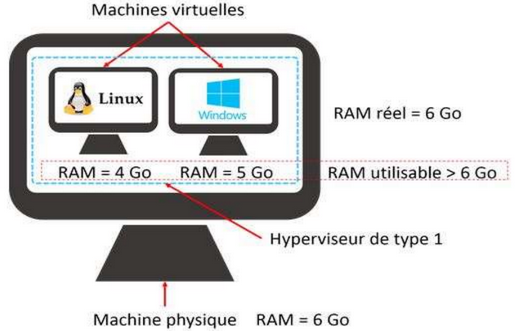 Machines virtuelles
Linux
Windows
RAM réel = 6 Go
RAM = 4 Go
RAM = 5 Go
RAM utilisable > 6 Go
Hyperviseur de type 1
Machine physique
RAM = 6 Go